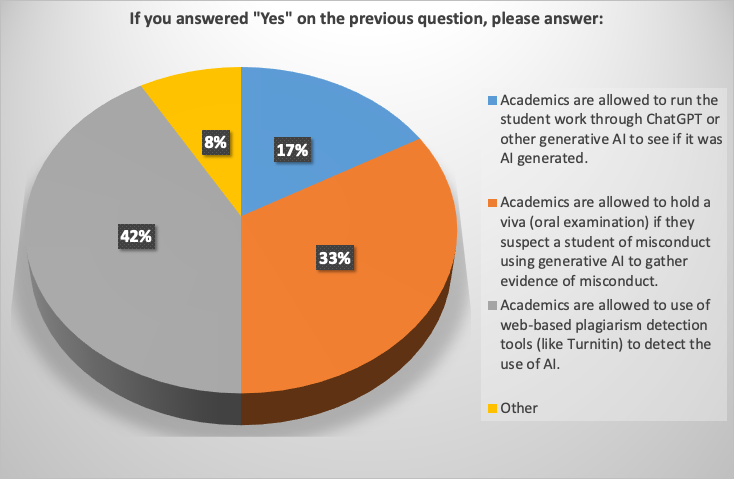 If you answered "Yes" on the previous question, please answer:
17%
33%
42%
8%
Academics are allowed to run the
student work through ChatGPT or
other generative AI to see if it was
AI generated.
Academics are allowed to hold a
viva (oral examination) if they
suspect a student of misconduct
using generative AI to gather
evidence of misconduct.
Academics are allowed to use of
web-based plagiarism detection
tools (like Turnitin) to detect the
use of AI.
Other